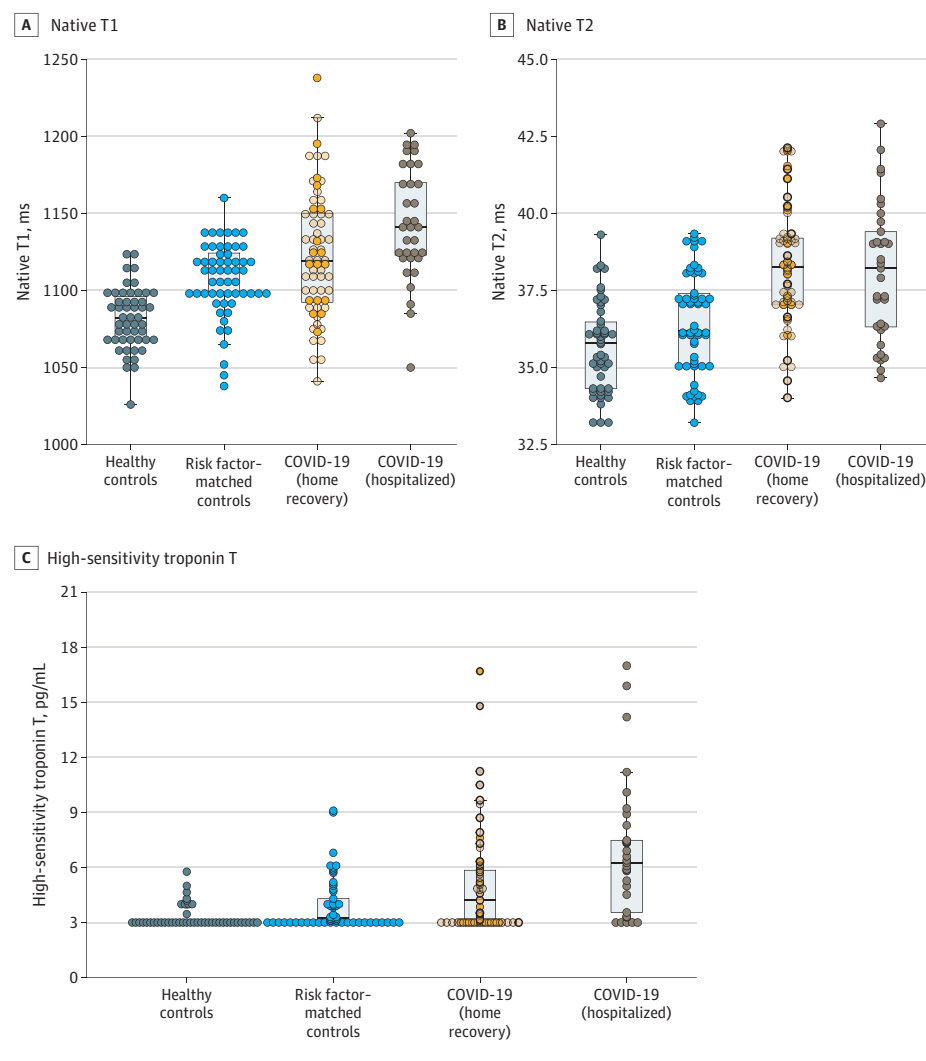 A Native T1
1250
1200
1150
1100
1050
1000
Native T1, ms
Healthy
controls
Risk factor-
matched
controls
COVID-19
(home
recovery)
COVID-19
(hospitalized)
B Native T2
45.0
42.5
40.0
37.5
35.0
32.5
Native T2, ms
Healthy
controls
Risk factor-
matched
controls
COVID-19
(home
recovery)
COVID-19
(hospitalized)
C High-sensitivity troponin T
21
18
15
12
9
6
3
0
High-sensitivity troponin T, pg/mL
Healthy
controls
Risk factor-
matched
controls
COVID-19
(home
recovery)
COVID-19
(hospitalized)